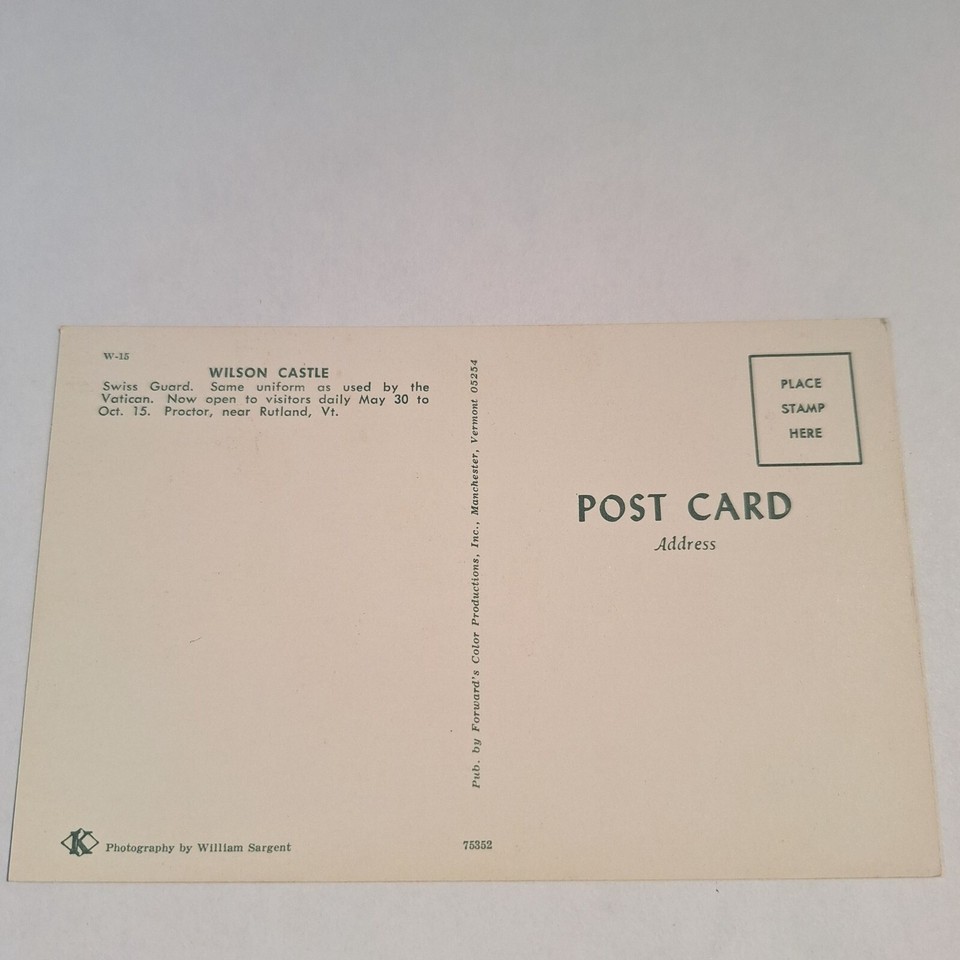 W-15
WILSON CASTLE
Swiss Guard. Same uniform as used by the
Vatican. Now open to visitors daily May 30 to
Oct. 15. Proctor, near Rutland, Vt.
Pub. by Forward's Color Productions, Inc., Manchester, Vermont 05254
PLACE
STAMP
HERE
POST CARD
Address
K
Photography by William Sargent
75352